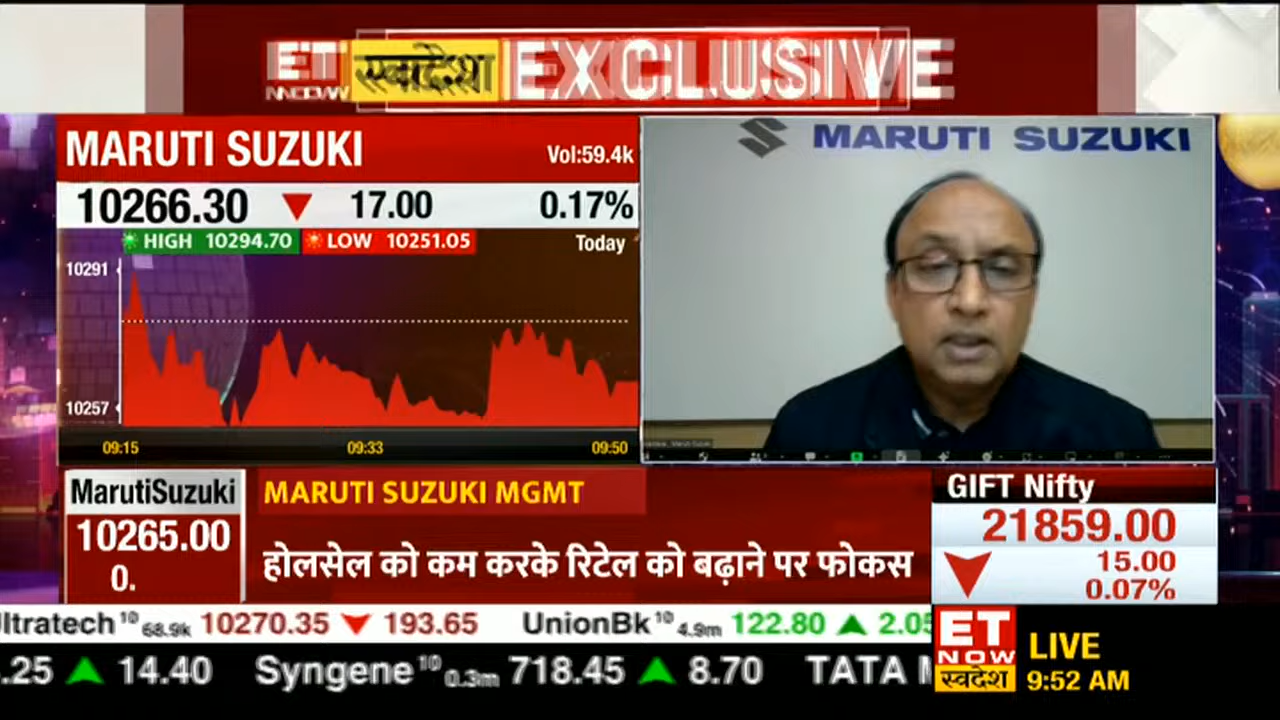 ET NOW स्वदेश EXCLUSIVE
MARUTI SUZUKI
Vol:59.4k
10266.30 ▼ 17.00 0.17%
HIGH 10294.70 LOW 10251.05 Today
10291
10257
09:15 09:33 09:50
MARUTI SUZUKI
MarutiSuzuki
10265.00
0.
MARUTI SUZUKI MGMT
होलसेल को कम करके रिटेल को बढ़ाने पर फोकस
GIFT Nifty
21859.00
▼ 15.00
0.07%
ltratech 10 68.9k 10270.35 ▼ 193.65 UnionBk 10 4.9m 122.80 ▲ 2.05
.25 ▲ 14.40 Syngene 10 0.3m 718.45 ▲ 8.70 TATA
ET NOW स्वदेश
LIVE
9:52 AM